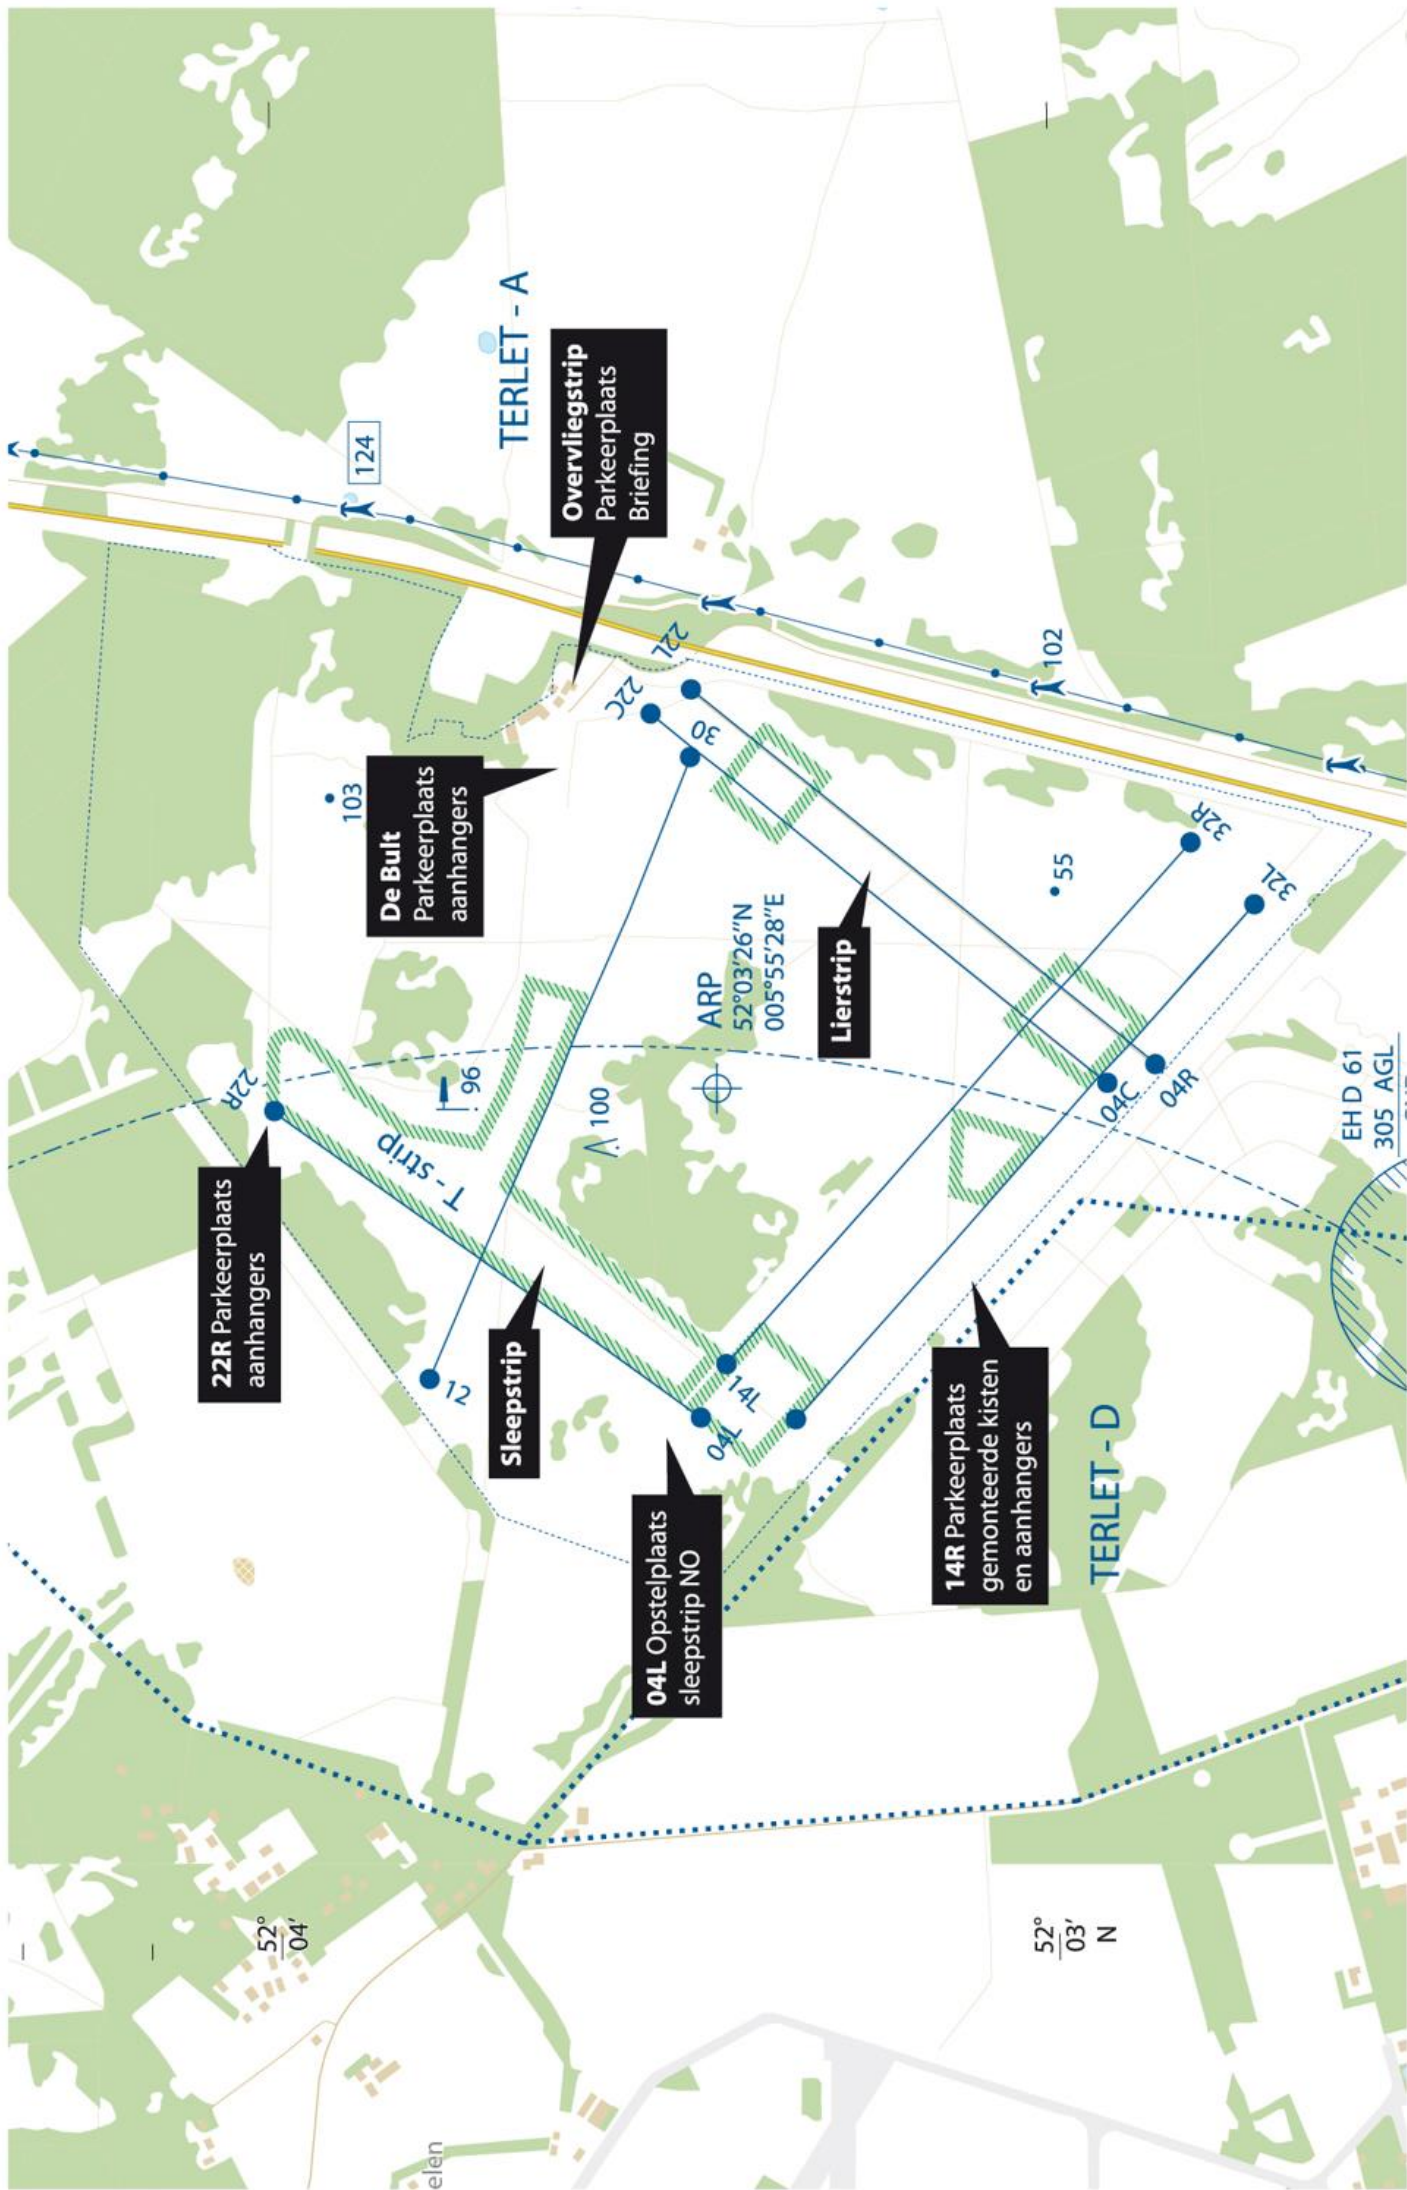 124
TERLET - A
Overvliegstrip
Parkeerplaats
Briefing
102
22L
22C
30
103
De Bult
Parkeerplaats
aanhangers
32R
32L
55
ARP
52°03'26"N
005°55'28"E
Lierstrip
22R
96
100
04C
04R
EH D 61
305 AGL
T - strip
22R Parkeerplaats
aanhangers
12
Sleepstrip
14L
04L
04L Opstelplaats
sleepstrip NO
14R Parkeerplaats
gemonteerde kisten
en aanhangers
TERLET - D
52°
04'
52°
03'
N
elen